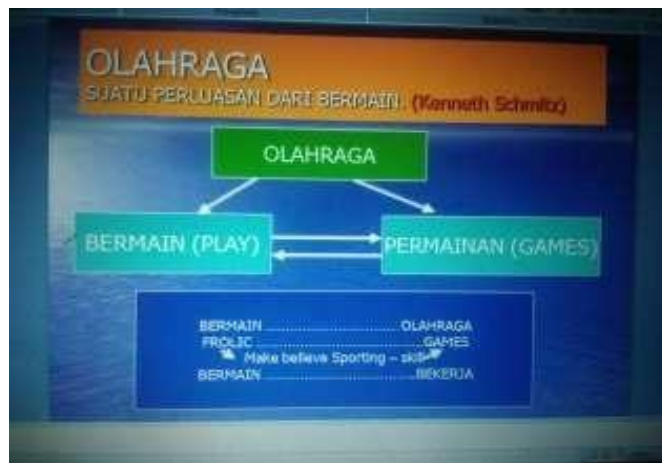 OLAHRAGA
SUATU PERLUASAN DARI BERMAIN. (Kenneth Schmitz)
OLAHRAGA
BERMAIN (PLAY)
PERMAINAN (GAMES)
BERMAIN.................................OLAHRAGA
FROLIC.........................................GAMES
Make believe Sporting – skill
BERMAIN....................................BEKERJA